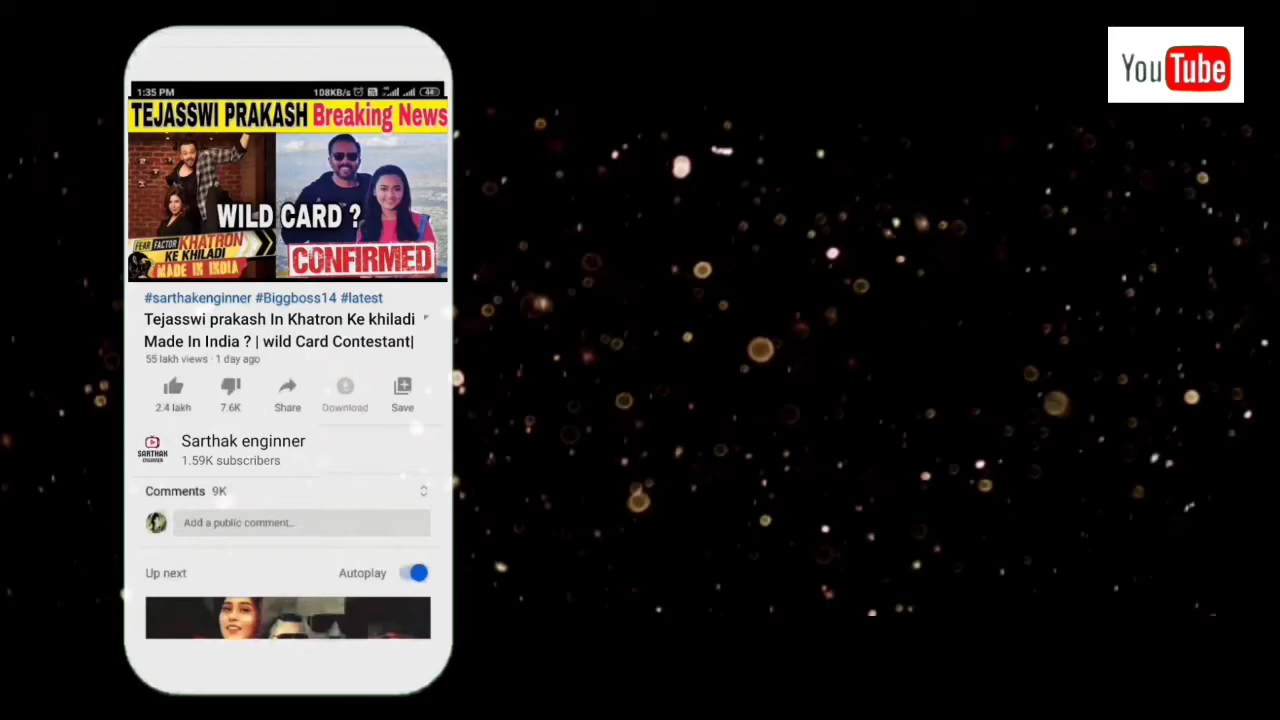 YouTube
1:35 PM 108KB/s 44
TEJASSWI PRAKASH Breaking News
WILD CARD ?
FEAR FACTOR KHATRON
KE KHILADI
MADE IN INDIA
CONFIRMED
#sarthakenginner #Biggboss14 #latest
Tejasswi prakash In Khatron Ke khiladi
Made In India ? | wild Card Contestant|
55 lakh views · 1 day ago
2.4 lakh 7.6K Share Download Save
Sarthak enginner
SARTHAK
ENGINNER
1.59K subscribers
Comments 9K
Add a public comment...
Up next Autoplay